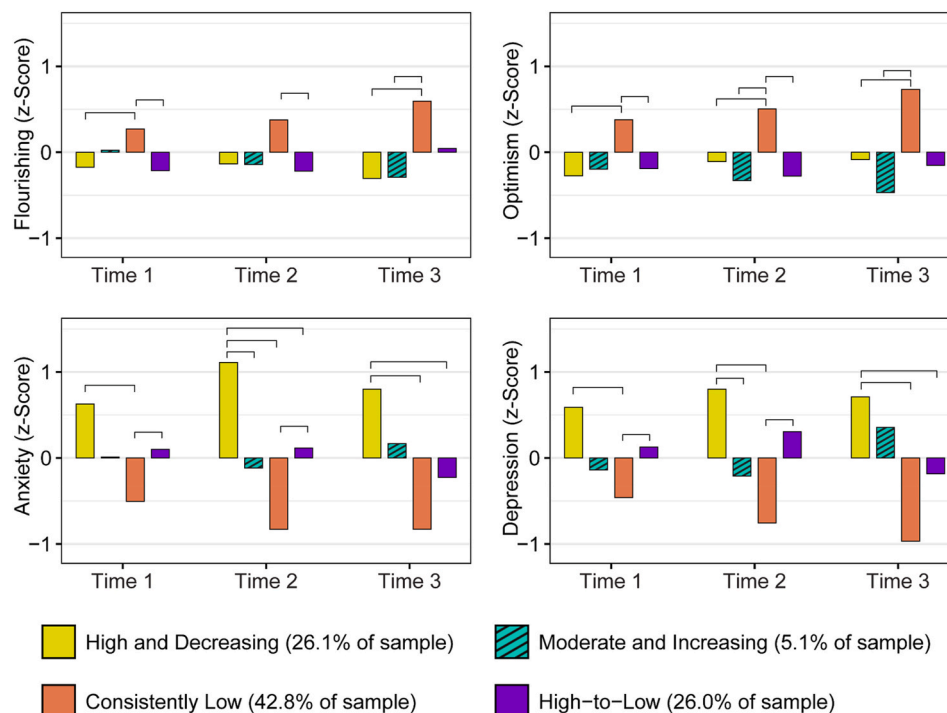 Flourishing (z-Score)
1
0
−1
Time 1 Time 2 Time 3
Optimism (z-Score)
1
0
−1
Time 1 Time 2 Time 3
Anxiety (z-Score)
1
0
−1
Time 1 Time 2 Time 3
Depression (z-Score)
1
0
−1
Time 1 Time 2 Time 3
High and Decreasing (26.1% of sample)
Moderate and Increasing (5.1% of sample)
Consistently Low (42.8% of sample)
High−to−Low (26.0% of sample)